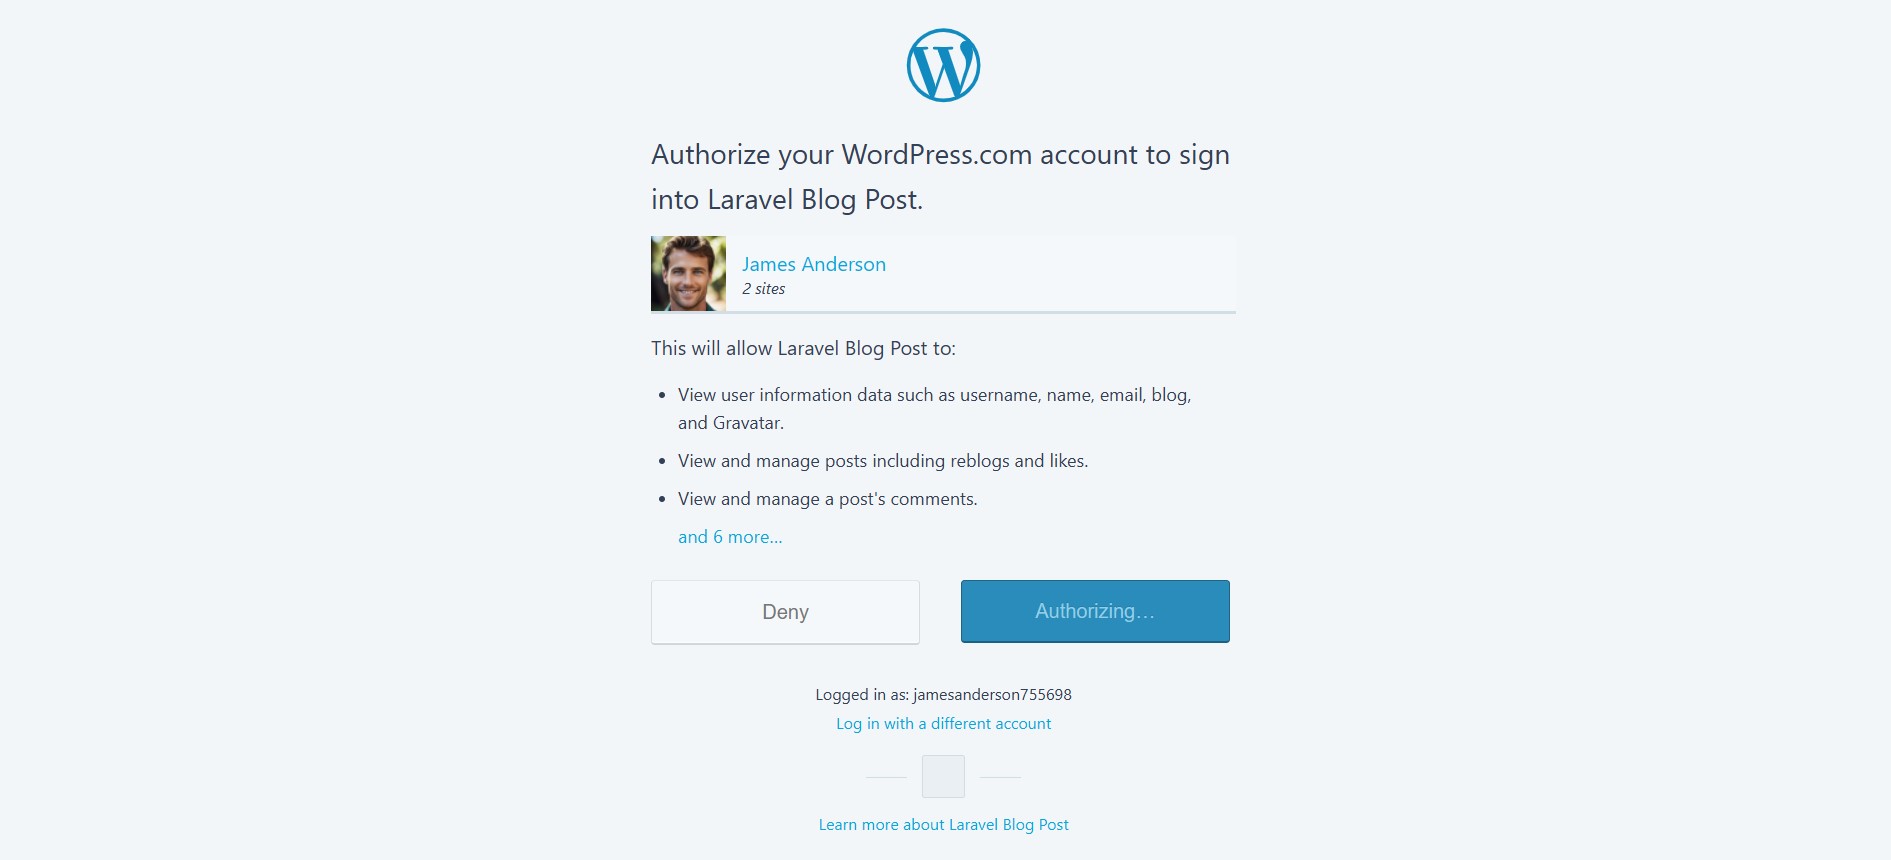 Authorize your WordPress.com account to sign
into Laravel Blog Post.
James Anderson
2 sites
This will allow Laravel Blog Post to:
• View user information data such as username, name, email, blog,
and Gravatar.
• View and manage posts including reblogs and likes.
• View and manage a post's comments.
and 6 more...
Deny
Authorizing...
Logged in as: jamesanderson755698
Log in with a different account
Learn more about Laravel Blog Post